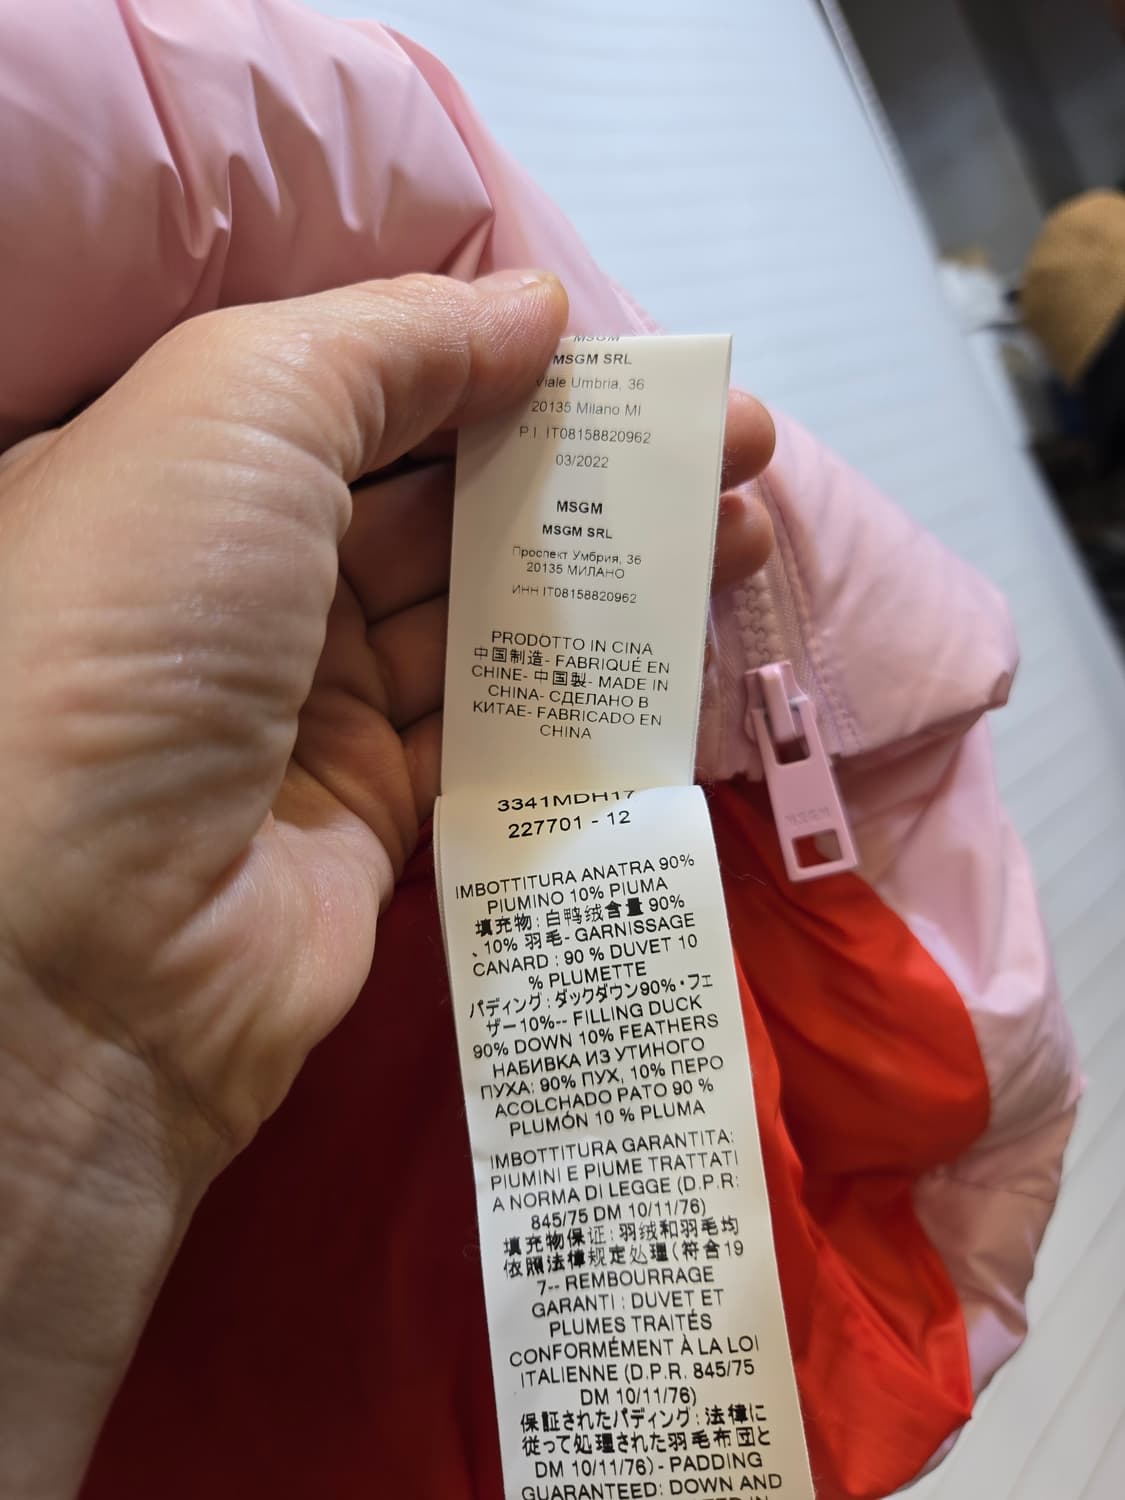 MSGM
MSGM SRL
Viale Umbria, 36
20135 Milano MI
P I IT08158820962
03/2022
MSGM
MSGM SRL
Проспект Умбрия, 36
20135 МИЛАНО
ИНН IT08158820962
PRODOTTO IN CINA
中国制造- FABRIQUÉ EN
CHINE- 中国製- MADE IN
CHINA- СДЕЛАНО В
КИТАЕ- FABRICADO EN
CHINA
3341MDH17
227701 - 12
IMBOTTITURA ANATRA 90%
PIUMINO 10% PIUMA
填充物: 白鸭绒含量 90%
、10% 羽毛- GARNISSAGE
CANARD : 90 % DUVET 10
% PLUMETTE
パディング: ダックダウン90%・フェ
ザー10%-- FILLING DUCK
90% DOWN 10% FEATHERS
НАБИВКА ИЗ УТИНОГО
ПУХА: 90% ПУХ, 10% ПЕРО
ACOLCHADO PATO 90 %
PLUMÓN 10 % PLUMA
IMBOTTITURA GARANTITA:
PIUMINI E PIUME TRATTATI
A NORMA DI LEGGE (D.P.R:
845/75 DM 10/11/76)
填充物保证: 羽绒和羽毛均
依照法律规定处理 (符合19
7-- REMBOURRAGE
GARANTI : DUVET ET
PLUMES TRAITÉS
CONFORMÉMENT À LA LOI
ITALIENNE (D.P.R. 845/75
DM 10/11/76)
保証されたパディング: 法律に
従って処理された羽毛布団と
DM 10/11/76) - PADDING
GUARANTEED: DOWN AND